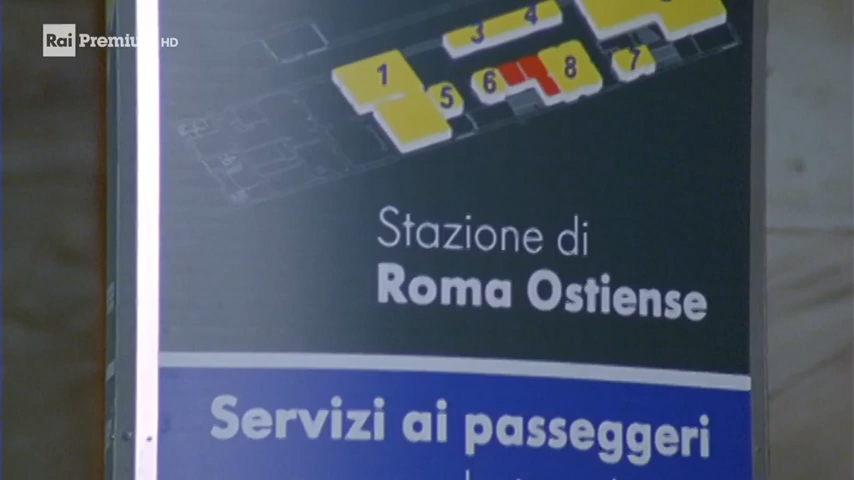 Rai Premium HD
3 4
1 5 6 8 7
Stazione di
Roma Ostiense
Servizi ai passeggeri